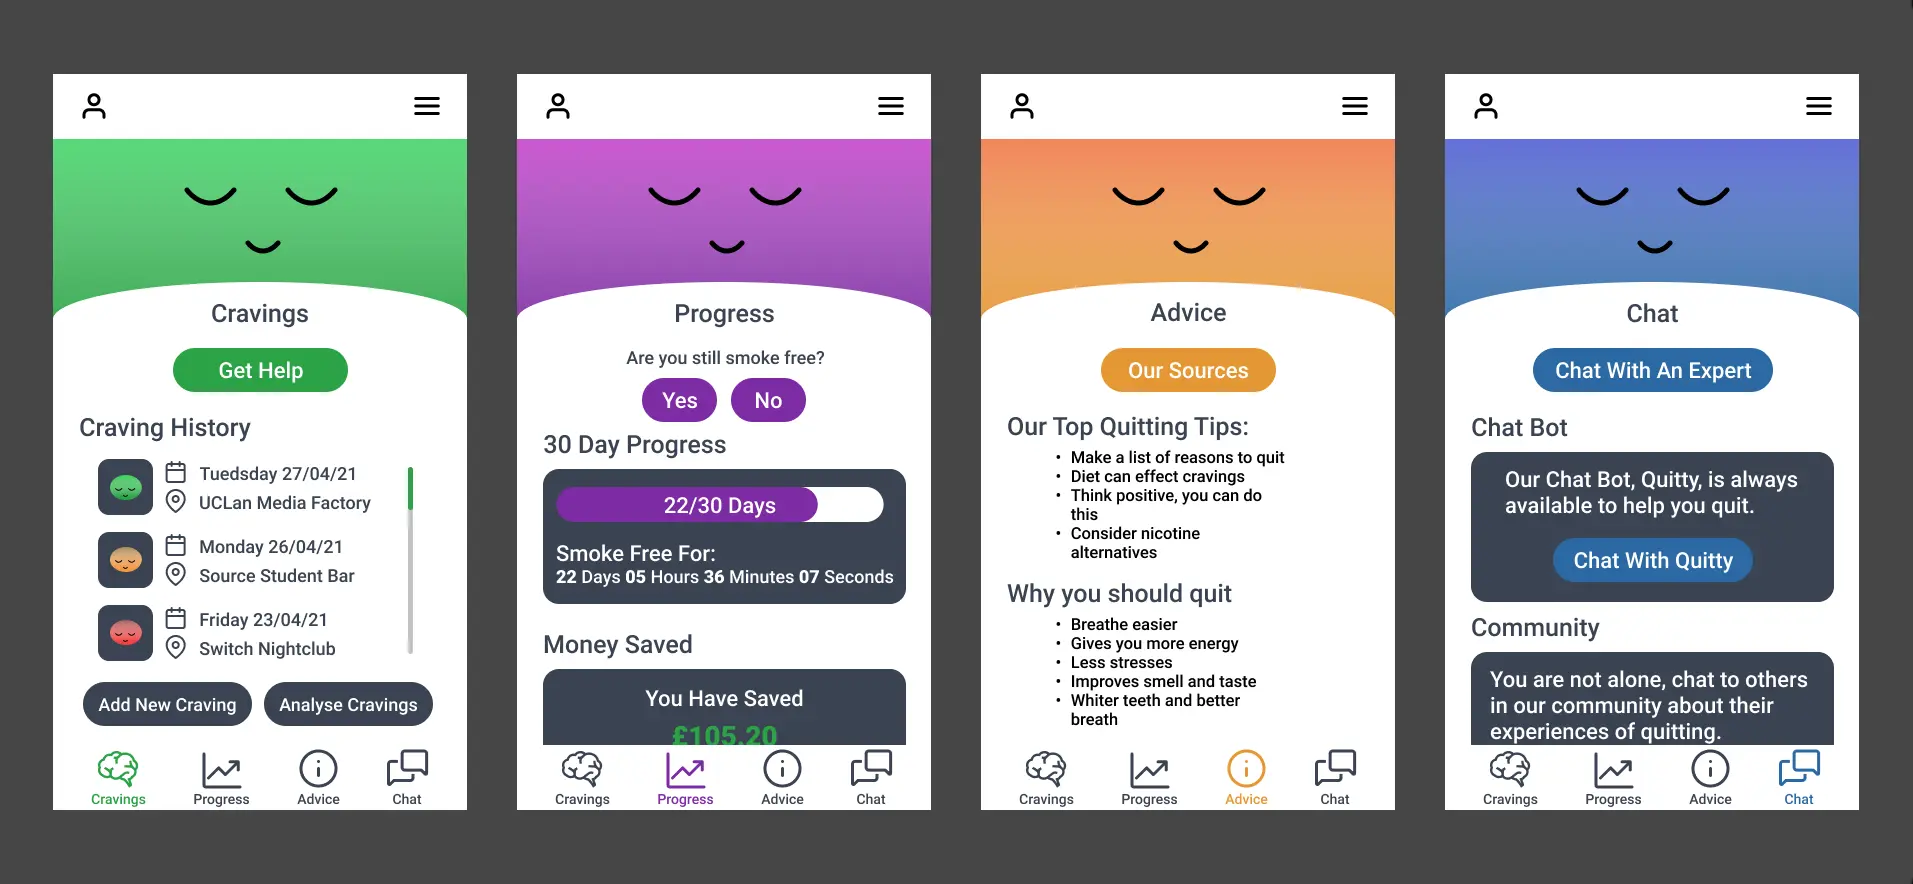 Cravings
Get Help
Craving History
Tuedsday 27/04/21
UCLan Media Factory
Monday 26/04/21
Source Student Bar
Friday 23/04/21
Switch Nightclub
Add New Craving
Analyse Cravings
Cravings
Progress
Advice
Chat
Progress
Are you still smoke free?
Yes
No
30 Day Progress
22/30 Days
Smoke Free For:
22 Days 05 Hours 36 Minutes 07 Seconds
Money Saved
You Have Saved
£105.20
Cravings
Progress
Advice
Chat
Advice
Our Sources
Our Top Quitting Tips:
• Make a list of reasons to quit
• Diet can effect cravings
• Think positive, you can do
this
• Consider nicotine
alternatives
Why you should quit
• Breathe easier
• Gives you more energy
• Less stresses
• Improves smell and taste
• Whiter teeth and better
breath
Cravings
Progress
Advice
Chat
Chat
Chat With An Expert
Chat Bot
Our Chat Bot, Quitty, is always
available to help you quit.
Chat With Quitty
Community
You are not alone, chat to others
in our community about their
experiences of quitting.
Cravings
Progress
Advice
Chat